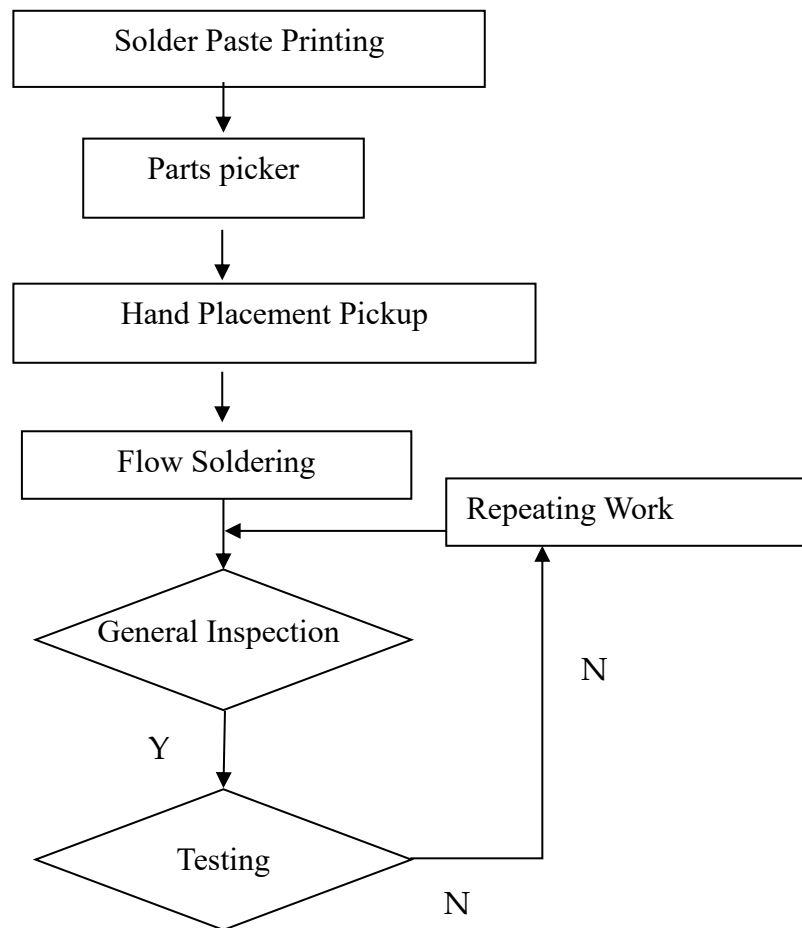 Solder Paste Printing
Parts picker
Hand Placement Pickup
Flow Soldering
Repeating Work
General Inspection
N
Y
Testing
N